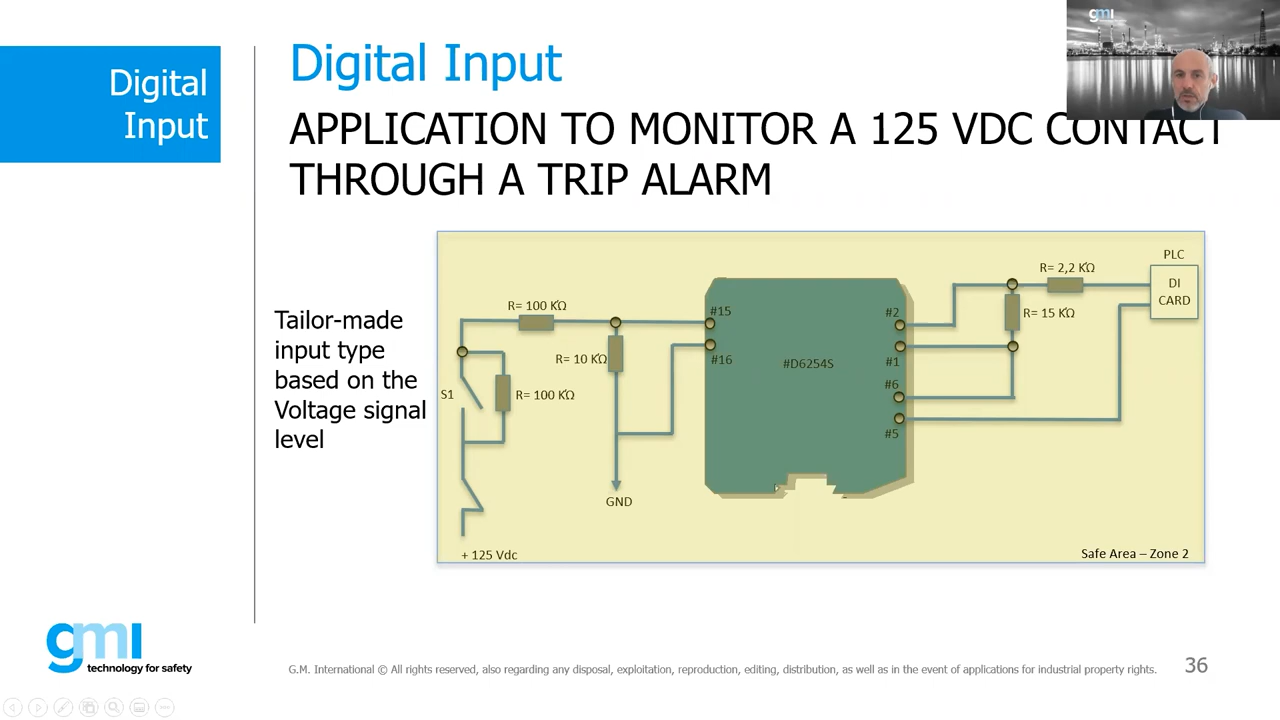 Digital
Input
Digital Input
gmi
APPLICATION TO MONITOR A 125 VDC CONTACT
THROUGH A TRIP ALARM
Tailor-made
input type
based on the
Voltage signal
level
R= 100 KΩ
R= 10 KΩ
S1
R= 100 KΩ
GND
+ 125 Vdc
#15
#16
#D6254S
#2
#1
#6
#5
R= 2,2 KΩ
R= 15 KΩ
PLC
DI
CARD
Safe Area – Zone 2
gmi
technology for safety
G.M. International © All rights reserved, also regarding any disposal, exploitation, reproduction, editing, distribution, as well as in the event of applications for industrial property rights.
36